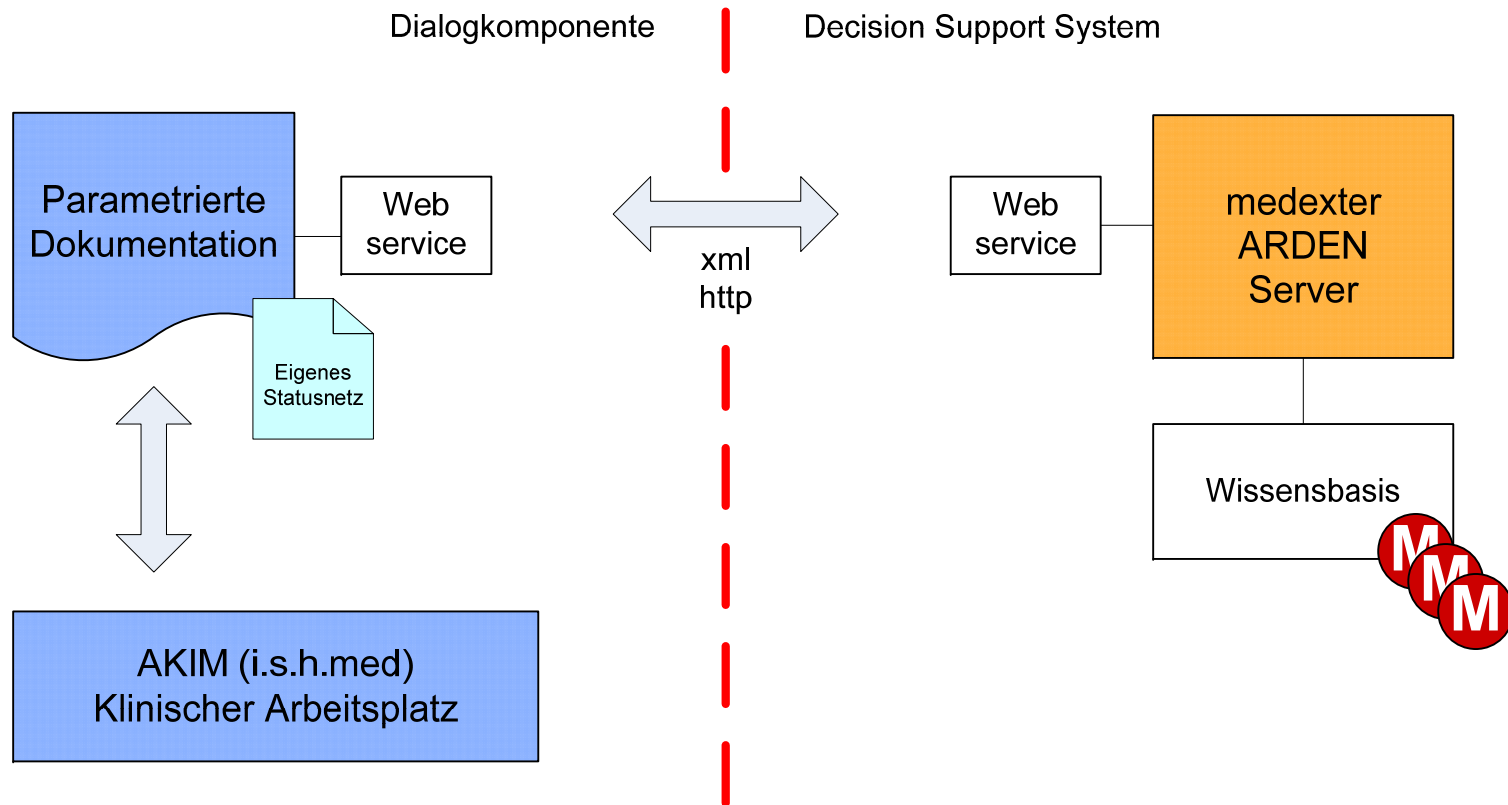 Dialogkomponente
Decision Support System
Parametrierte
Dokumentation
Web
service
Eigenes
Statusnetz
xml
http
Web
service
medexter
ARDEN
Server
Wissensbasis
M
M
M
AKIM (i.s.h.med)
Klinischer Arbeitsplatz